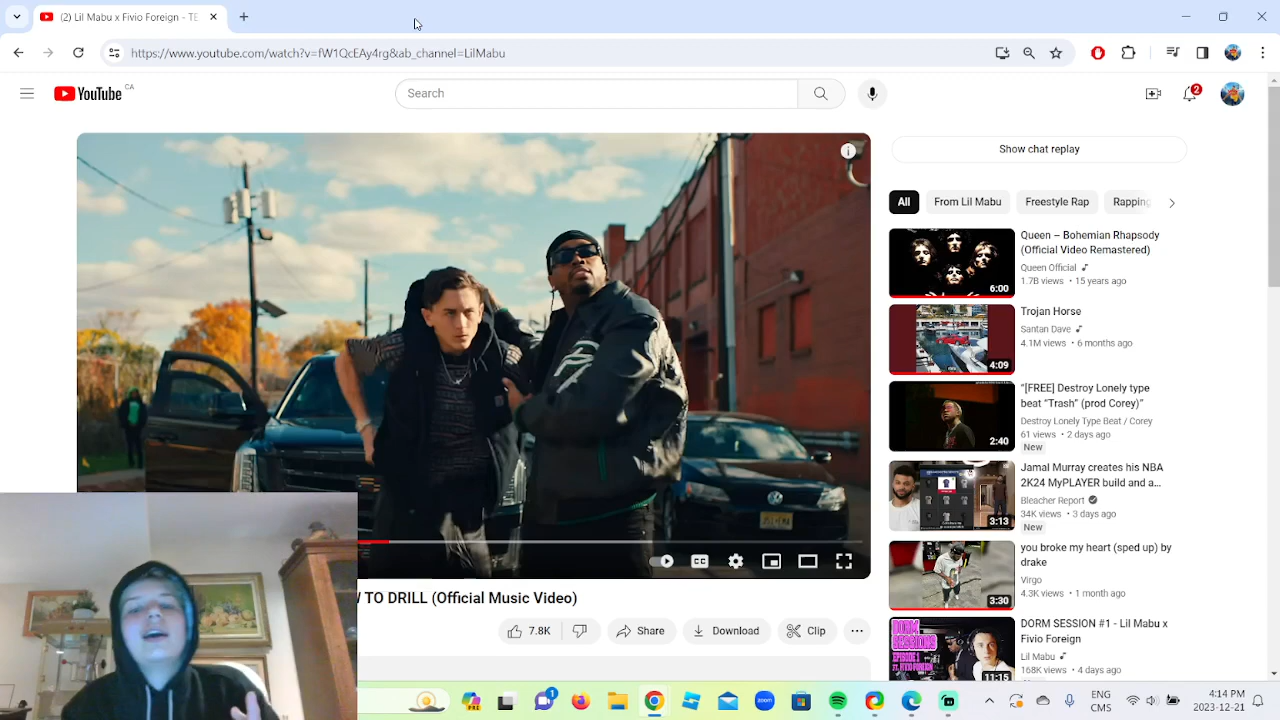 (2) Lil Mabu x Fivio Foreign - TE
https://www.youtube.com/watch?v=fW1QcEAy4rg&ab_channel=LilMabu
YouTube CA
Search
2
Show chat replay
All
From Lil Mabu
Freestyle Rap
Rapping
Queen – Bohemian Rhapsody
(Official Video Remastered)
Queen Official
1.7B views • 15 years ago
6:00
Trojan Horse
Santan Dave
4.1M views • 6 months ago
4:09
"[FREE] Destroy Lonely type
beat "Trash" (prod Corey)"
Destroy Lonely Type Beat / Corey
61 views • 2 days ago
New
2:40
Jamal Murray creates his NBA
2K24 MyPLAYER build and a...
Bleacher Report
34K views • 3 days ago
New
3:13
you broke my heart (sped up) by
drake
Virgo
4.3K views • 1 month ago
3:30
DORM SESSION #1 - Lil Mabu x
Fivio Foreign
Lil Mabu
168K views • 4 days ago
DORM
SESSIONS
EPISODE 1
11:15
TO DRILL (Official Music Video)
7.8K
Share
Download
Clip
1
zoom
ENG
CMS
4:14 PM
2023-12-21